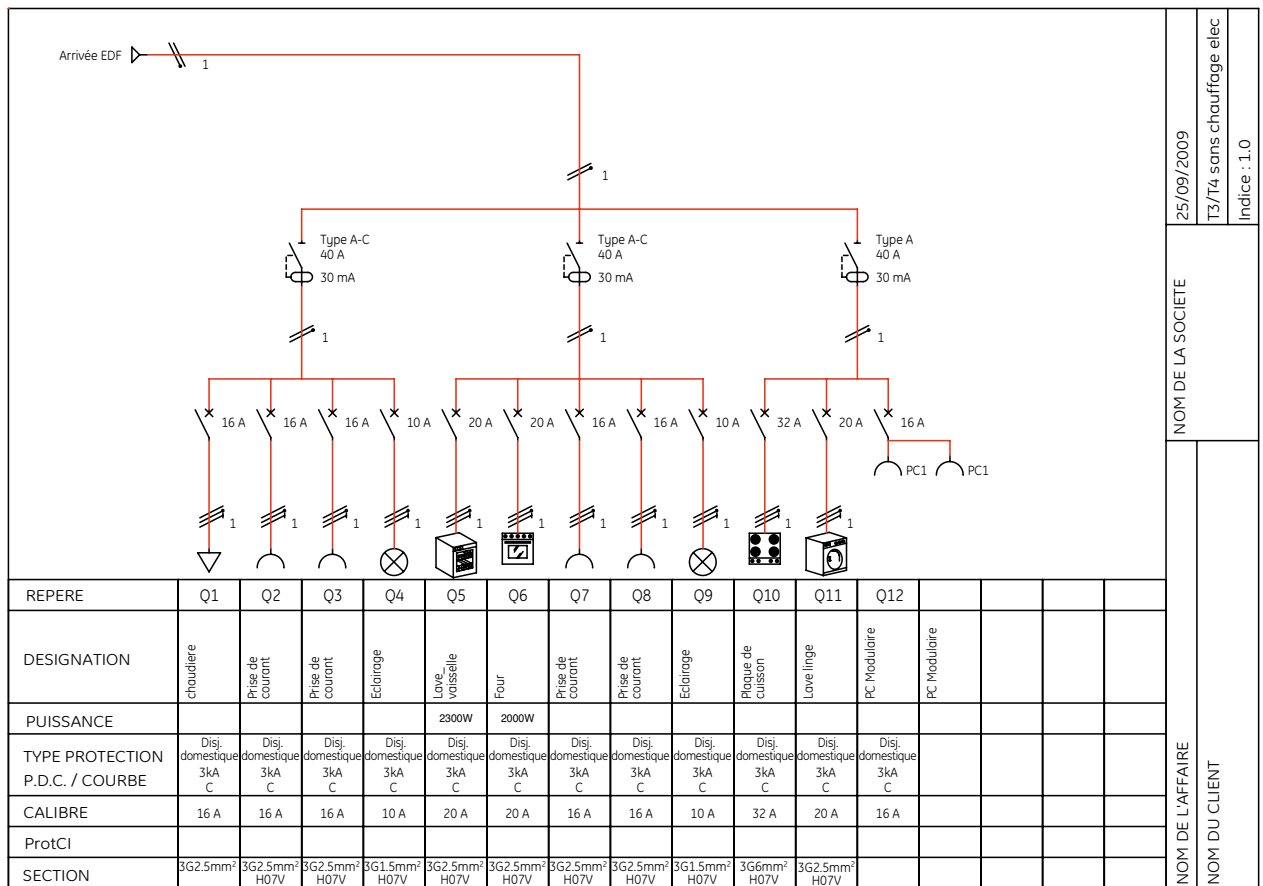 Arrivée EDF
1
1
Type A-C
40 A
30 mA
Type A-C
40 A
30 mA
Type A
40 A
30 mA
1
1
1
16 A
16 A
16 A
10 A
20 A
20 A
16 A
16 A
10 A
32 A
20 A
16 A
PC1
PC1
1
1
1
1
1
1
1
1
1
1
1
REPERE Q1 Q2 Q3 Q4 Q5 Q6 Q7 Q8 Q9 Q10 Q11 Q12
DESIGNATION
chaudiere
Prise de
courant
Prise de
courant
Eclairage
Lave_
vaisselle
Four
Prise de
courant
Prise de
courant
Eclairage
Plaque de
cuisson
Lave linge
PC Modulaire
PC Modulaire
PUISSANCE 2300W 2000W
TYPE PROTECTION
P.D.C. / COURBE
Disj. Disj. Disj. Disj. Disj. Disj. Disj. Disj. Disj. Disj. Disj. Disj.
domestique domestique domestique domestique domestique domestique domestique domestique domestique domestique domestique domestique
3kA 3kA 3kA 3kA 3kA 3kA 3kA 3kA 3kA 3kA 3kA 3kA
C C C C C C C C C C C C
CALIBRE 16 A 16 A 16 A 10 A 20 A 20 A 16 A 16 A 10 A 32 A 20 A 16 A
ProtCI
SECTION
3G2.5mm² 3G2.5mm² 3G2.5mm² 3G1.5mm² 3G2.5mm² 3G2.5mm² 3G2.5mm² 3G2.5mm² 3G1.5mm² 3G6mm² 3G2.5mm²
H07V H07V H07V H07V H07V H07V H07V H07V H07V H07V
25/09/2009
T3/T4 sans chauffage elec
Indice : 1.0
NOM DE LA SOCIETE
NOM DE L'AFFAIRE
NOM DU CLIENT